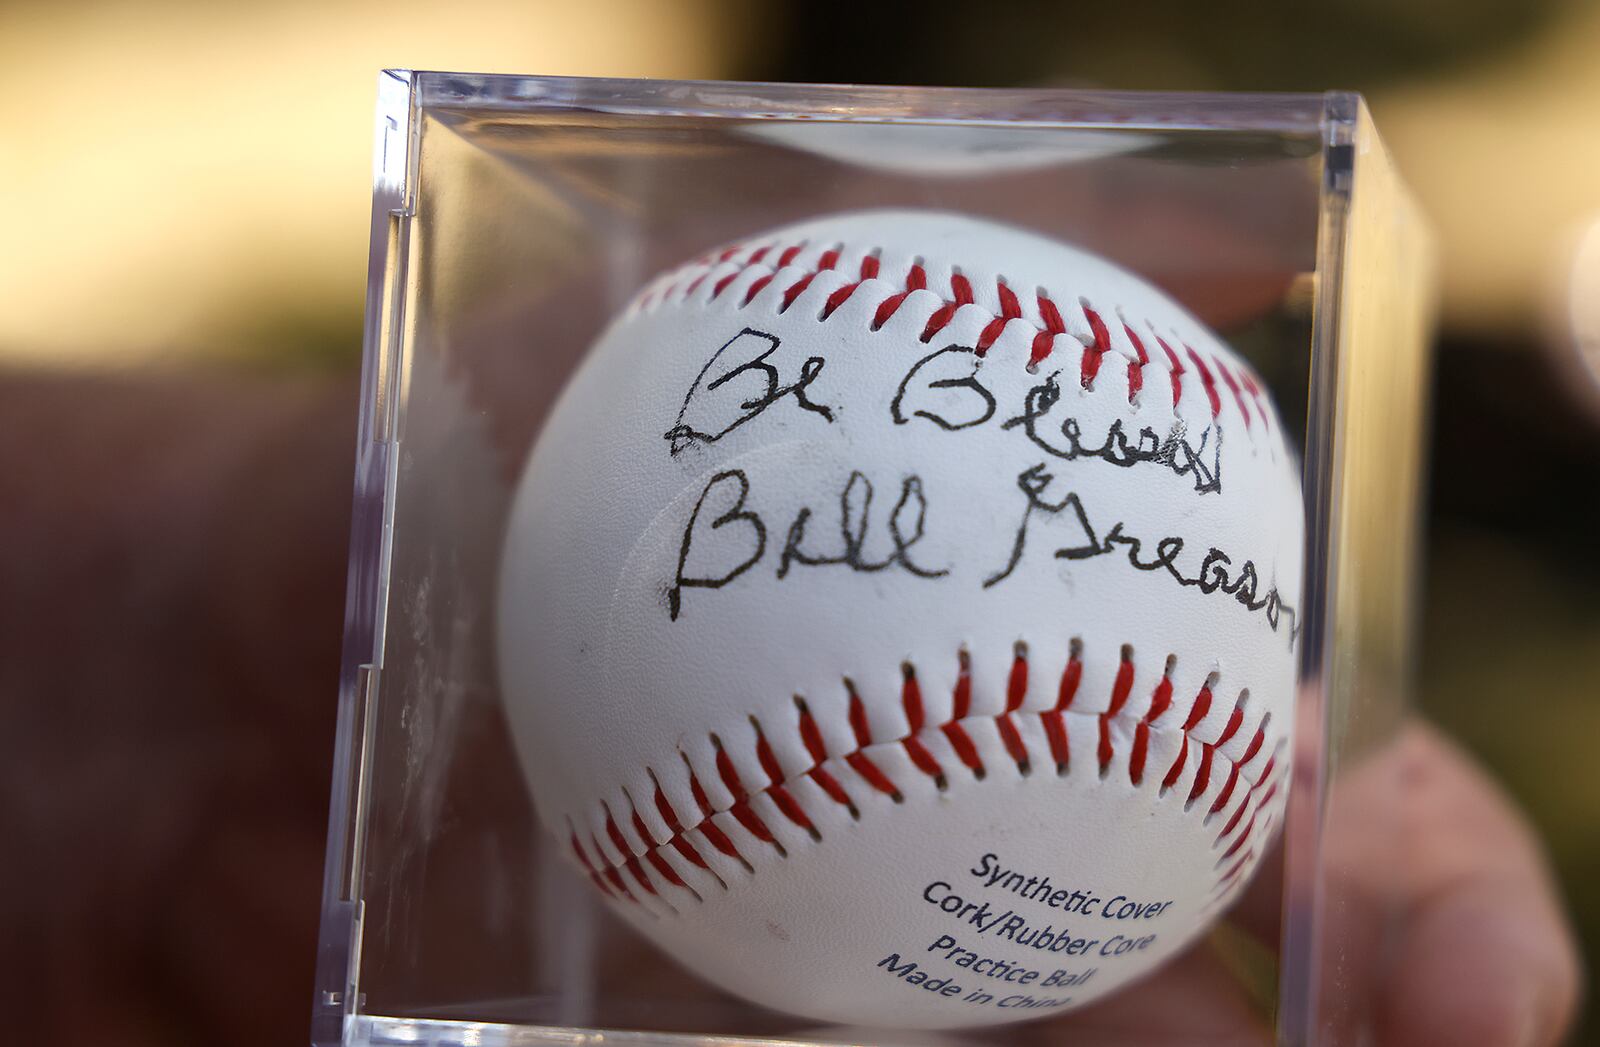 Be Blessed
Bill Greason
Synthetic Cover
Cork/Rubber Core
Practice Ball
Made in China